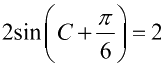 2sin(C + π/6) = 2